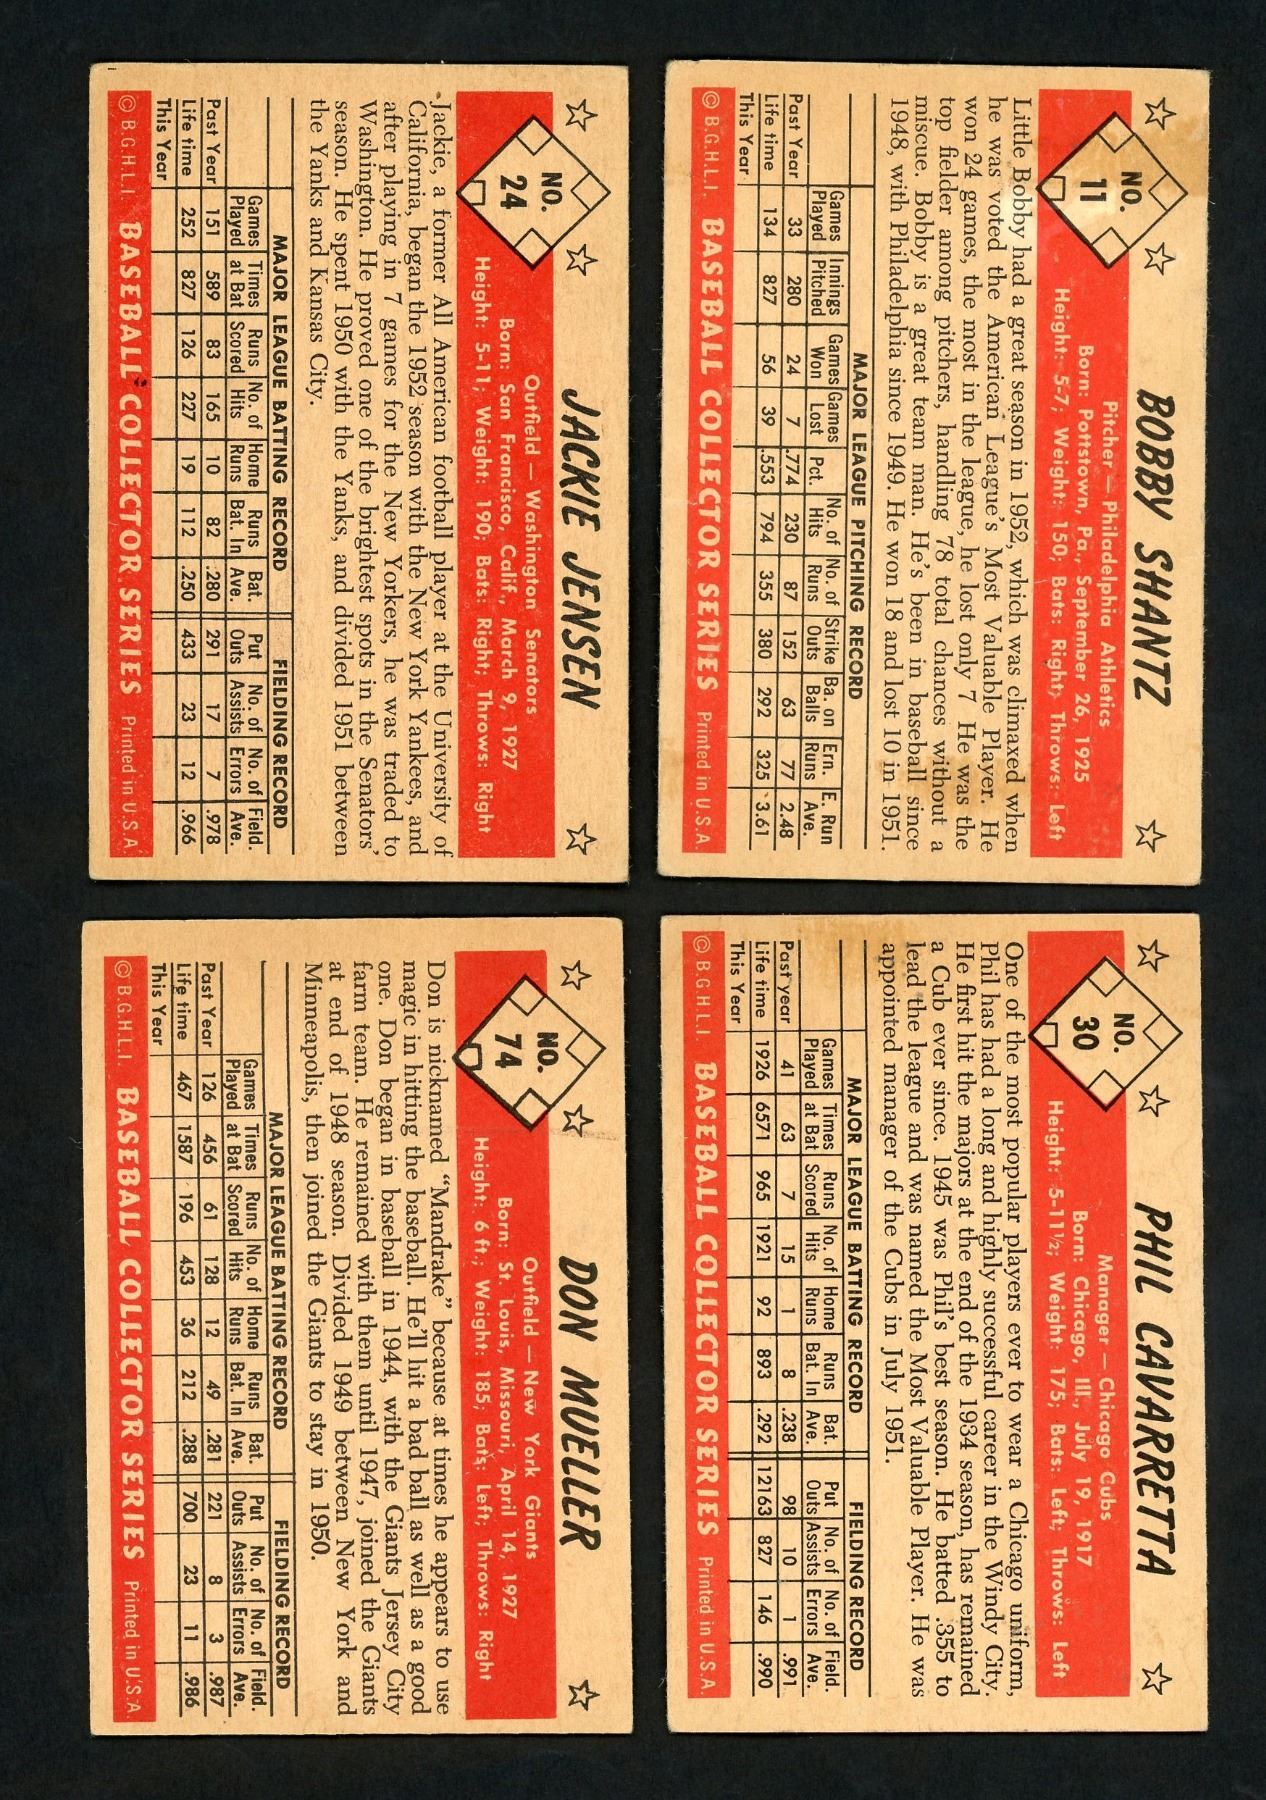 BOBBY SHANTZ
NO.
11
Pitcher — Philadelphia Athletics
Born: Pottstown, Pa., September 26, 1925
Height: 5-7; Weight: 150; Bats: Right; Throws: Left
Little Bobby had a great season in 1952, which was climaxed when
he was voted the American League's Most Valuable Player. He
won 24 games, the most in the league, he lost only 7. He was the
top fielder among pitchers, handling 78 total chances without a
miscue. Bobby is a great team man. He's been in baseball since
1948, with Philadelphia since 1949. He won 18 and lost 10 in 1951.
MAJOR LEAGUE PITCHING RECORD
Games Innings Games Games Pct. No. of No. of Strike Ba. on Ern. E. Run
Played Pitched Won Lost Hits Runs Outs Balls Runs Ave.
Past Year 33 280 24 7 .774 230 87 152 63 77 2.48
Life time 134 827 56 39 .553 794 355 380 292 325 3.61
This Year
© B.G.H.L.I. BASEBALL COLLECTOR SERIES Printed in U.S.A.
JACKIE JENSEN
NO.
24
Outfield — Washington Senators
Born: San Francisco, Calif., March 9, 1927
Height: 5-11; Weight: 190; Bats: Right; Throws: Right
Jackie, a former All American football player at the University of
California, began the 1952 season with the New York Yankees, and
after playing in 7 games for the New Yorkers, he was traded to
Washington. He proved one of the brightest spots in the Senators'
season. He spent 1950 with the Yanks, and divided 1951 between
the Yanks and Kansas City.
MAJOR LEAGUE BATTING RECORD FIELDING RECORD
Games Times Runs No. of Home Runs Bat. Put No. of No. of Field.
Played at Bat Scored Hits Runs Bat. In Ave. Outs Assists Errors Ave.
Past Year 151 589 83 165 10 82 .280 291 17 7 .978
Life time 252 827 126 227 19 112 .250 433 23 12 .966
This Year
© B.G.H.L.I. BASEBALL COLLECTOR SERIES Printed in U.S.A.
PHIL CAVARRETTA
NO.
30
Manager — Chicago Cubs
Born: Chicago, Ill., July 19, 1917
Height: 5-11½; Weight: 175; Bats: Left; Throws: Left
One of the most popular players ever to wear a Chicago uniform,
Phil has had a long and highly successful career in the Windy City.
He first hit the majors at the end of the 1934 season, has remained
a Cub ever since. 1945 was Phil's best season. He batted .355 to
lead the league and was named the Most Valuable Player. He was
appointed manager of the Cubs in July 1951.
MAJOR LEAGUE BATTING RECORD FIELDING RECORD
Games Times Runs No. of Home Runs Bat. Put No. of No. of Field.
Played at Bat Scored Hits Runs Bat. In Ave. Outs Assists Errors Ave.
Past year 41 63 7 15 1 8 .238 98 10 1 .991
Life time 1926 6571 965 1921 92 893 .292 12163 827 146 .990
This Year
© B.G.H.L.I. BASEBALL COLLECTOR SERIES Printed in U.S.A.
DON MUELLER
NO.
74
Outfield — New York Giants
Born: St. Louis, Missouri, April 14, 1927
Height: 6 ft.; Weight: 185; Bats: Left; Throws: Right
Don is nicknamed "Mandrake" because at times he appears to use
magic in hitting the baseball. He'll hit a bad ball as well as a good
one. Don began in baseball in 1944, with the Giants Jersey City
farm team. He remained with them until 1947, joined the Giants
at end of 1948 season. Divided 1949 between New York and
Minneapolis, then joined the Giants to stay in 1950.
MAJOR LEAGUE BATTING RECORD FIELDING RECORD
Games Times Runs No. of Home Runs Bat. Put No. of No. of Field.
Played at Bat Scored Hits Runs Bat. In Ave. Outs Assists Errors Ave.
Past Year 126 456 61 128 12 49 .281 221 8 3 .987
Life time 467 1587 196 453 36 212 .288 700 23 11 .986
This Year
© B.G.H.L.I. BASEBALL COLLECTOR SERIES Printed in U.S.A.